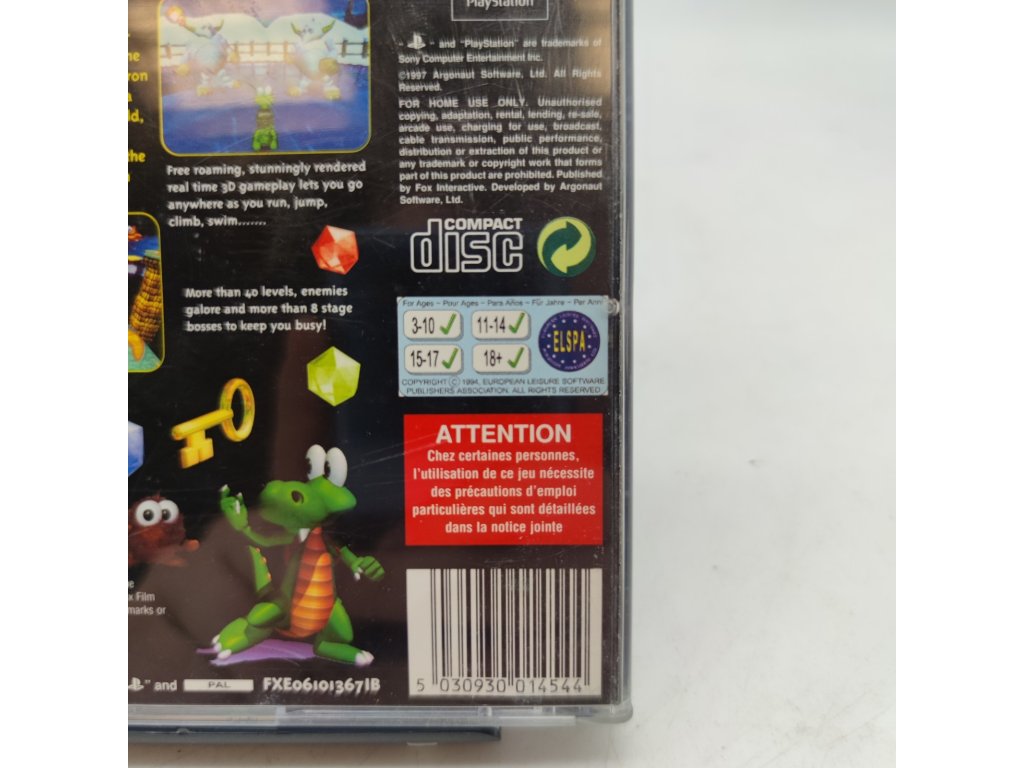 PlayStation
" " and "PlayStation" are trademarks of
Sony Computer Entertainment Inc.
©1997 Argonaut Software, Ltd. All Rights
Reserved.
FOR HOME USE ONLY. Unauthorised
copying, adaptation, rental, lending, re-sale,
arcade use, charging for use, broadcast,
cable transmission, public performance,
distribution or extraction of this product or
any trademark or copyright work that forms
part of this product are prohibited. Published
by Fox Interactive. Developed by Argonaut
Software, Ltd.
the
Free roaming, stunningly rendered
real time 3D gameplay lets you go
anywhere as you run, jump,
climb, swim.......
COMPACT
disc
More than 40 levels, enemies
galore and more than 8 stage
bosses to keep you busy!
For Ages – Pour Ages – Para Años – Für Jahre – Per Anni
3-10 11-14
15-17 18+
ELSPA
COPYRIGHT © 1994, EUROPEAN LEISURE SOFTWARE
PUBLISHERS ASSOCIATION. ALL RIGHTS RESERVED
ATTENTION
Chez certaines personnes,
l'utilisation de ce jeu nécessite
des précautions d'emploi
particulières qui sont détaillées
dans la notice jointe
x Film
marks or
" and PAL FXE06101367IB
5 030930 014544